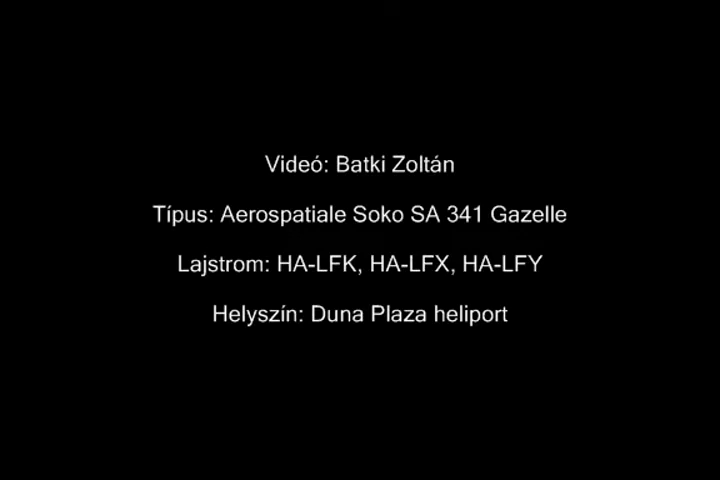 Videó: Batki Zoltán
Típus: Aerospatiale Soko SA 341 Gazelle
Lajstrom: HA-LFK, HA-LFX, HA-LFY
Helyszín: Duna Plaza heliport